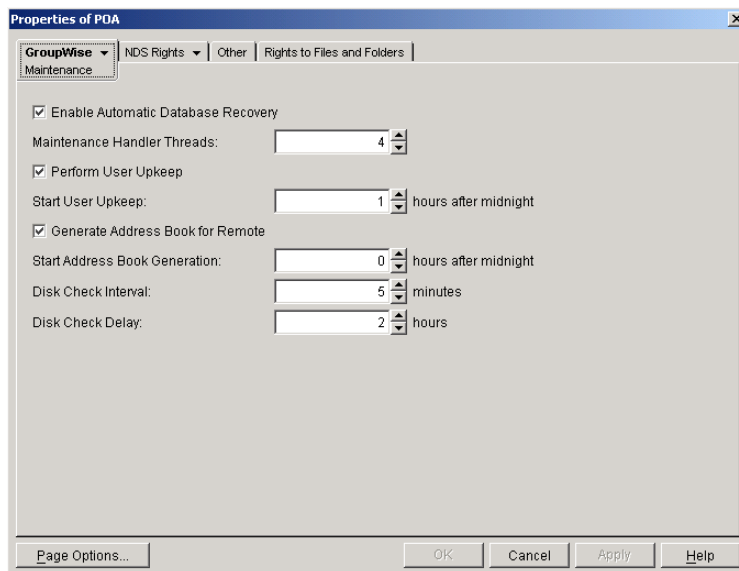 Properties of POA
GroupWise NDS Rights Other Rights to Files and Folders
Maintenance
Enable Automatic Database Recovery
Maintenance Handler Threads: 4
Perform User Upkeep
Start User Upkeep: 1 hours after midnight
Generate Address Book for Remote
Start Address Book Generation: 0 hours after midnight
Disk Check Interval: 5 minutes
Disk Check Delay: 2 hours
Page Options... OK Cancel Apply Help